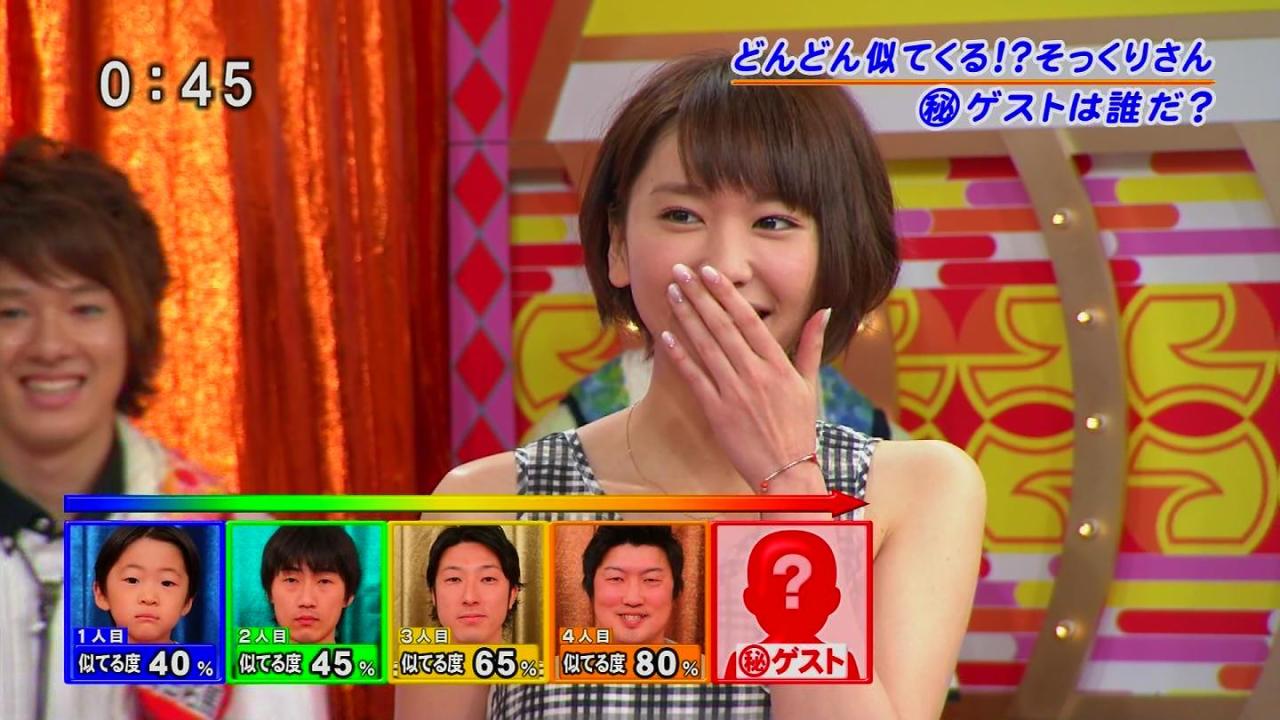 0:45
どんどん似てくる!?そっくりさん
㊙ゲストは誰だ?
1人目
似てる度 40 %
2人目
似てる度 45 %
3人目
似てる度 65 %
4人目
似てる度 80 %
?
㊙ゲスト